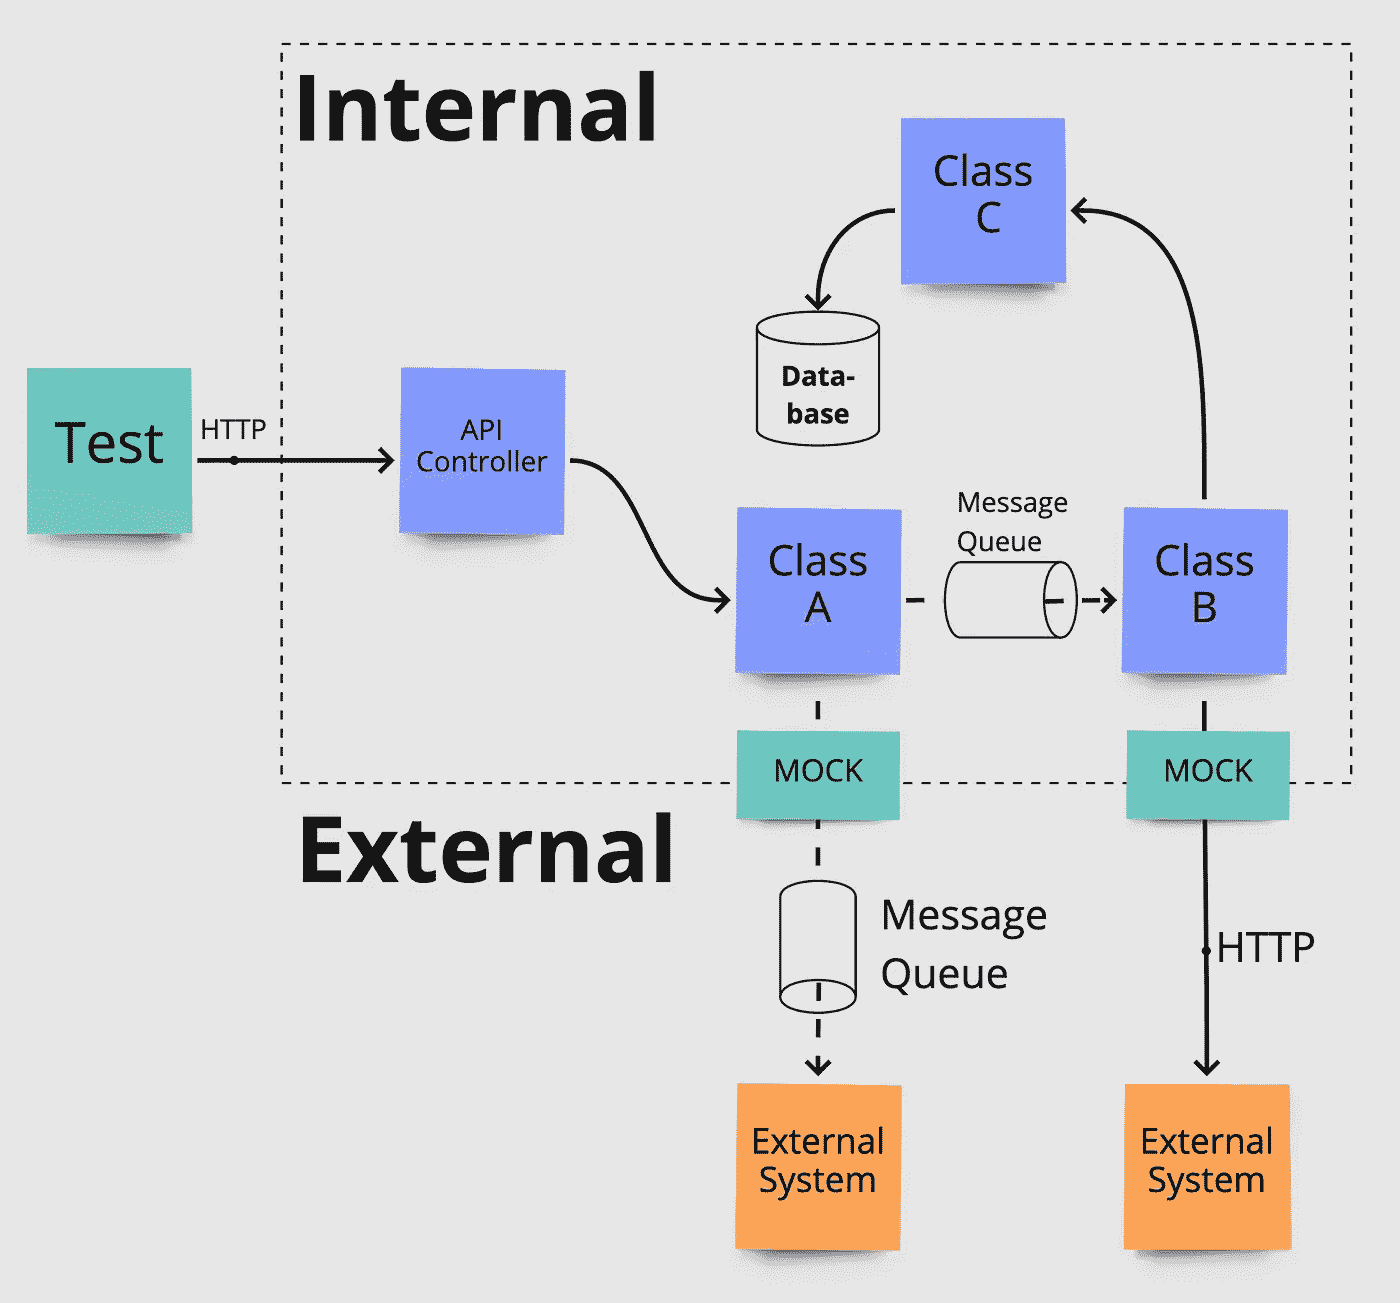 Internal
Class
C
Data-
base
Test
HTTP
API
Controller
Message
Queue
Class
A
Class
B
MOCK
MOCK
External
Message
Queue
HTTP
External
System
External
System